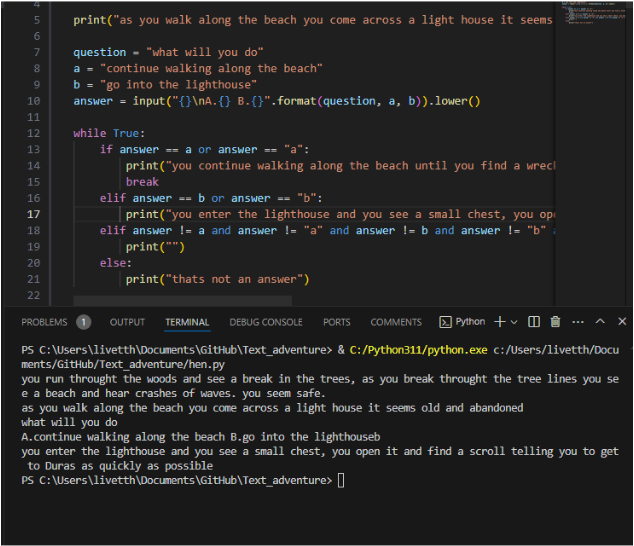 4
5 print("as you walk along the beach you come across a light house it seems
6
7 question = "what will you do"
8 a = "continue walking along the beach"
9 b = "go into the lighthouse"
10 answer = input("{}\nA.{} B.{}".format(question, a, b)).lower()
11
12 while True:
13 if answer == a or answer == "a":
14 print("you continue walking along the beach until you find a wreck
15 break
16 elif answer == b or answer == "b":
17 print("you enter the lighthouse and you see a small chest, you ope
18 elif answer != a and answer != "a" and answer != b and answer != "b"
19 print("")
20 else:
21 print("thats not an answer")
22
PROBLEMS 1 OUTPUT TERMINAL DEBUG CONSOLE PORTS COMMENTS Python
PS C:\Users\livetth\Documents\GitHub\Text_adventure> & C:/Python311/python.exe c:/Users/livetth/Docu
ments/GitHub/Text_adventure/hen.py
you run throught the woods and see a break in the trees, as you break throught the tree lines you se
e a beach and hear crashes of waves. you seem safe.
as you walk along the beach you come across a light house it seems old and abandoned
what will you do
A.continue walking along the beach B.go into the lighthouseb
you enter the lighthouse and you see a small chest, you open it and find a scroll telling you to get
to Duras as quickly as possible
PS C:\Users\livetth\Documents\GitHub\Text_adventure>